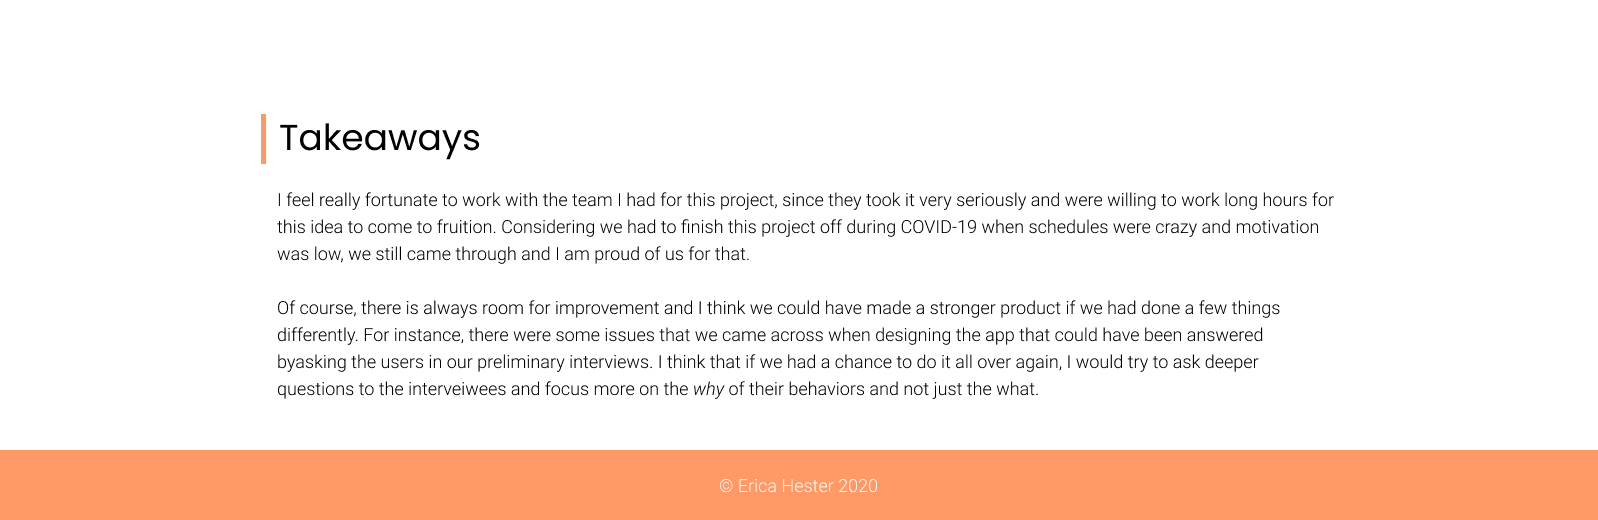 Takeaways
I feel really fortunate to work with the team I had for this project, since they took it very seriously and were willing to work long hours for
this idea to come to fruition. Considering we had to finish this project off during COVID-19 when schedules were crazy and motivation
was low, we still came through and I am proud of us for that.
Of course, there is always room for improvement and I think we could have made a stronger product if we had done a few things
differently. For instance, there were some issues that we came across when designing the app that could have been answered
byasking the users in our preliminary interviews. I think that if we had a chance to do it all over again, I would try to ask deeper
questions to the interveiwees and focus more on the why of their behaviors and not just the what.
© Erica Hester 2020